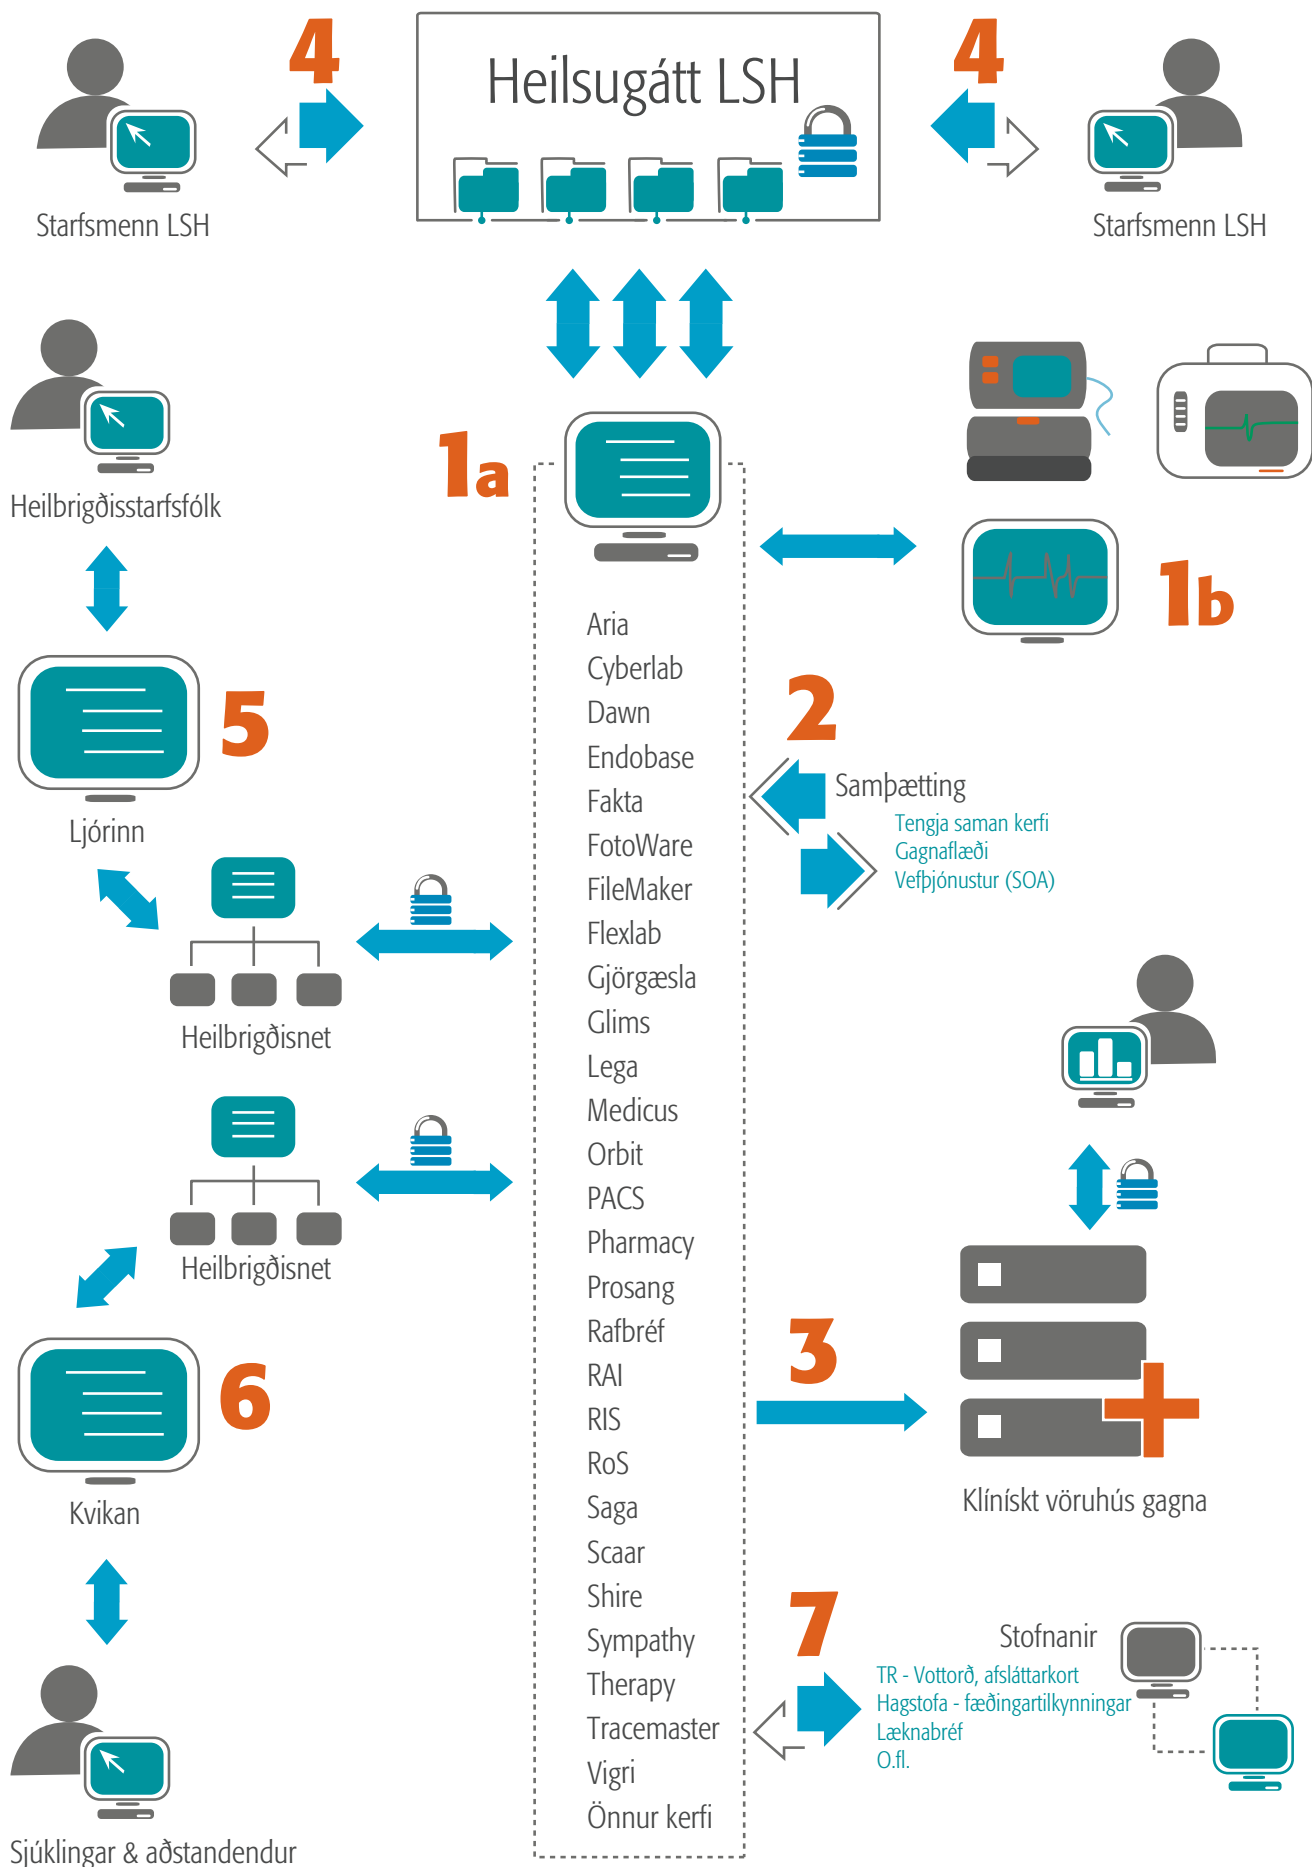 4
Heilsugátt LSH
4
Starfsmenn LSH
Starfsmenn LSH
1a
1b
Heilbrigðisstarfsfólk
5
Ljórinn
Heilbrigðisnet
Heilbrigðisnet
6
Kvikan
Sjúklingar & aðstandendur
Aria
Cyberlab
Dawn
Endobase
Fakta
FotoWare
FileMaker
Flexlab
Gjörgæsla
Glims
Lega
Medicus
Orbit
PACS
Pharmacy
Prosang
Rafbréf
RAI
RIS
RoS
Saga
Scaar
Shire
Sympathy
Therapy
Tracemaster
Vigri
Önnur kerfi
2
Samþætting
Tengja saman kerfi
Gagnaflæði
Vefþjónustur (SOA)
3
Klínískt vöruhús gagna
7
Stofnanir
TR - Vottorð, afsláttarkort
Hagstofa - fæðingartilkynningar
Læknabréf
O.fl.